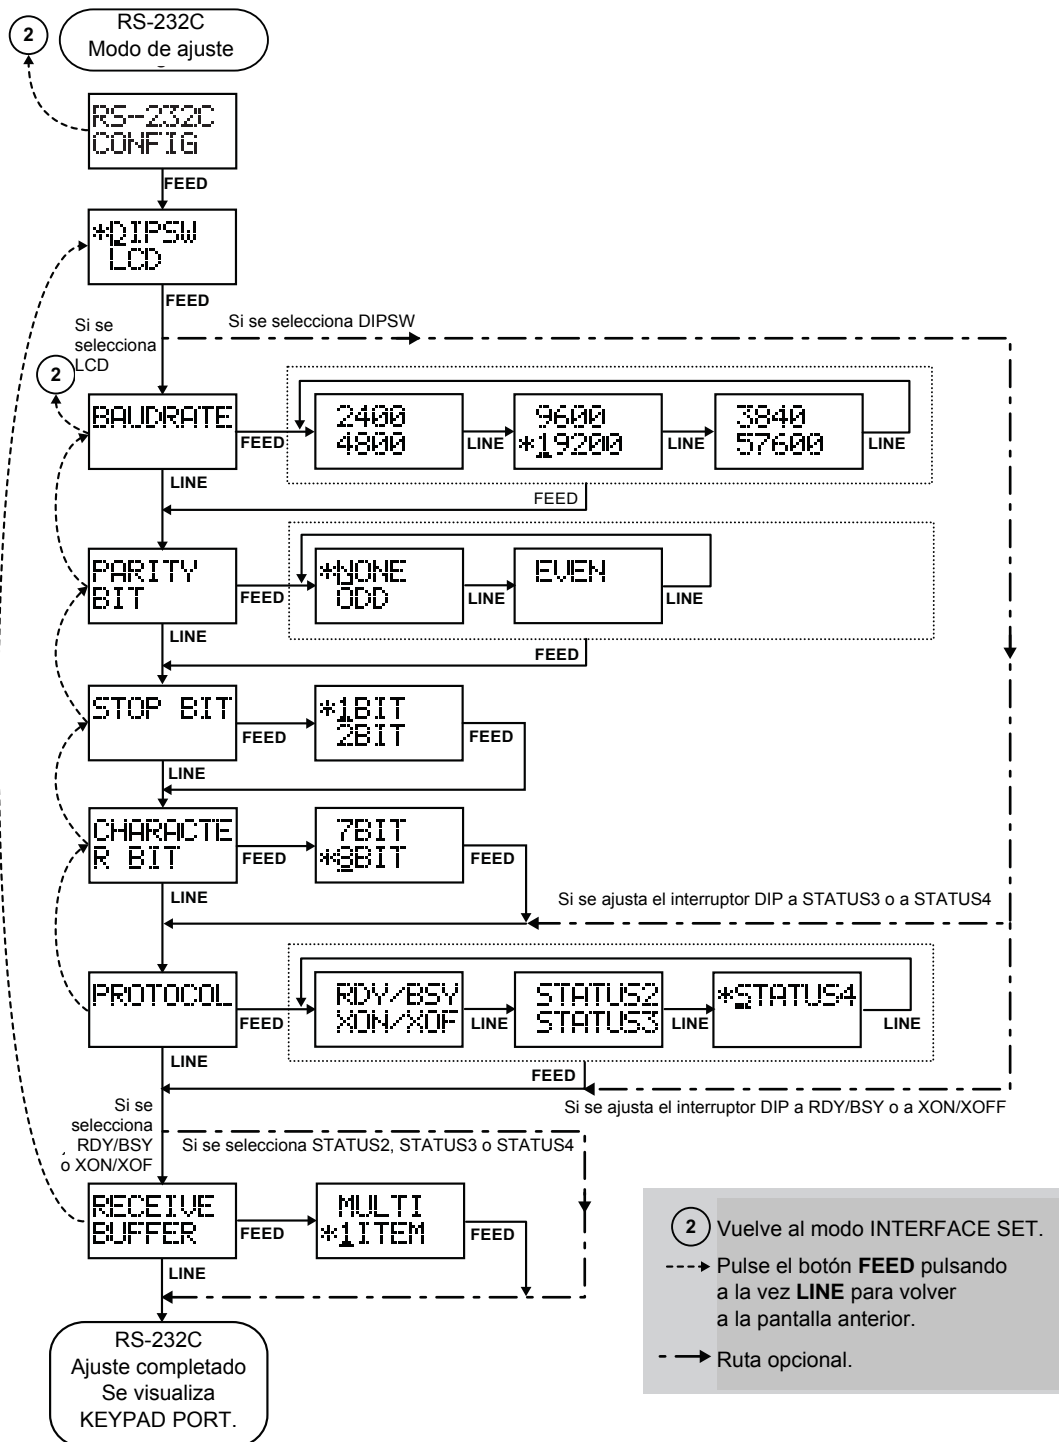 2
RS-232C
Modo de ajuste
RS-232C
CONFIG
FEED
*DIPSW
LCD
FEED
Si se
selecciona
LCD
Si se selecciona DIPSW
2
BAUDRATE
FEED
2400
4800
LINE
9600
*19200
LINE
3840
57600
LINE
LINE
FEED
PARITY
BIT
FEED
*NONE
ODD
LINE
EVEN
LINE
LINE
FEED
STOP BIT
FEED
*1BIT
2BIT
FEED
LINE
CHARACTE
R BIT
FEED
7BIT
*8BIT
FEED
LINE
Si se ajusta el interruptor DIP a STATUS3 o a STATUS4
PROTOCOL
FEED
RDY/BSY
XON/XOF
LINE
STATUS2
STATUS3
LINE
*STATUS4
LINE
LINE
FEED
Si se ajusta el interruptor DIP a RDY/BSY o a XON/XOFF
Si se
selecciona
RDY/BSY
o XON/XOF
Si se selecciona STATUS2, STATUS3 o STATUS4
RECEIVE
BUFFER
FEED
MULTI
*1ITEM
FEED
LINE
RS-232C
Ajuste completado
Se visualiza
KEYPAD PORT.
2 Vuelve al modo INTERFACE SET.
Pulse el botón FEED pulsando
a la vez LINE para volver
a la pantalla anterior.
Ruta opcional.